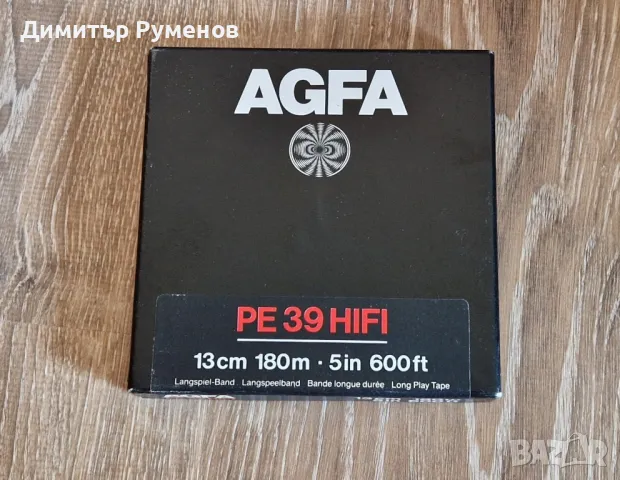 Димитър Руменов
AGFA
PE 39 HIFI
13cm 180m · 5in 600ft
Langspiel-Band Langspeelband Bande longue durée Long Play Tape
BAZAR